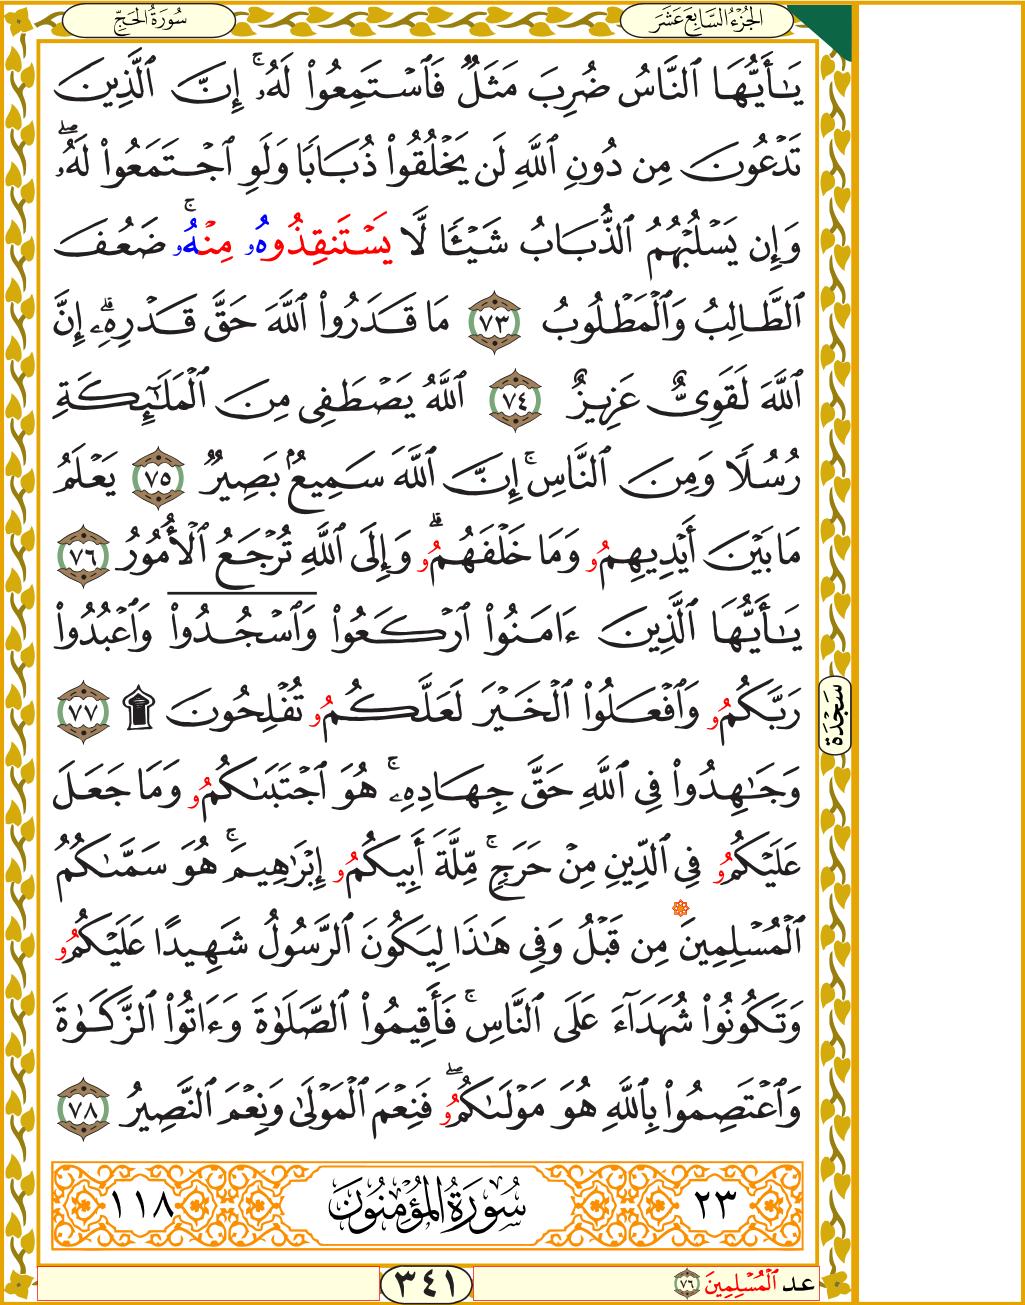 الجُزْءُ السَّابِعَ عَشَرَ
سُورَةُ الحَجِّ
يَٰٓأَيُّهَا ٱلنَّاسُ ضُرِبَ مَثَلٞ فَٱسۡتَمِعُواْ لَهُۥٓۚ إِنَّ ٱلَّذِينَ
تَدۡعُونَ مِن دُونِ ٱللَّهِ لَن يَخۡلُقُواْ ذُبَابٗا وَلَوِ ٱجۡتَمَعُواْ لَهُۥۖ
وَإِن يَسۡلُبۡهُمُ ٱلذُّبَابُ شَيۡـٔٗا لَّا يَسۡتَنقِذُوهُۥ مِنۡهُۥۚ ضَعُفَ
ٱلطَّالِبُ وَٱلۡمَطۡلُوبُ ٧٣ مَا قَدَرُواْ ٱللَّهَ حَقَّ قَدۡرِهِۦٓۗ إِنَّ
ٱللَّهَ لَقَوِيٌّ عَزِيزٌ ٧٤ ٱللَّهُ يَصۡطَفِي مِنَ ٱلۡمَلَٰٓئِكَةِ
رُسُلٗا وَمِنَ ٱلنَّاسِۚ إِنَّ ٱللَّهَ سَمِيعُۢ بَصِيرٞ ٧٥ يَعۡلَمُ
مَا بَيۡنَ أَيۡدِيهِمُۥ وَمَا خَلۡفَهُمُۥۗ وَإِلَى ٱللَّهِ تُرۡجَعُ ٱلۡأُمُورُ ٧٦
يَٰٓأَيُّهَا ٱلَّذِينَ ءَامَنُواْ ٱرۡكَعُواْ وَٱسۡجُدُواْ وَٱعۡبُدُواْ
رَبَّكُمُۥ وَٱفۡعَلُواْ ٱلۡخَيۡرَ لَعَلَّكُمُۥ تُفۡلِحُونَ ۩ ٧٧
وَجَٰهِدُواْ فِي ٱللَّهِ حَقَّ جِهَادِهِۦۚ هُوَ ٱجۡتَبَىٰكُمُۥ وَمَا جَعَلَ
عَلَيۡكُمُۥ فِي ٱلدِّينِ مِنۡ حَرَجٖۚ مِّلَّةَ أَبِيكُمُۥٓ إِبۡرَٰهِيمَۚ هُوَ سَمَّىٰكُمُ
ٱلۡمُسۡلِمِينَ مِن قَبۡلُ وَفِي هَٰذَا لِيَكُونَ ٱلرَّسُولُ شَهِيدًا عَلَيۡكُمُۥ
وَتَكُونُواْ شُهَدَآءَ عَلَى ٱلنَّاسِۚ فَأَقِيمُواْ ٱلصَّلَوٰةَ وَءَاتُواْ ٱلزَّكَوٰةَ
وَٱعۡتَصِمُواْ بِٱللَّهِ هُوَ مَوۡلَىٰكُمُۥۖ فَنِعۡمَ ٱلۡمَوۡلَىٰ وَنِعۡمَ ٱلنَّصِيرُ ٧٨
سَجْدَة
٢٣ سُورَةُ المُؤۡمِنُونَ ١١٨
عد ٱلۡمُسۡلِمِينَ ٧٦
٣٤١